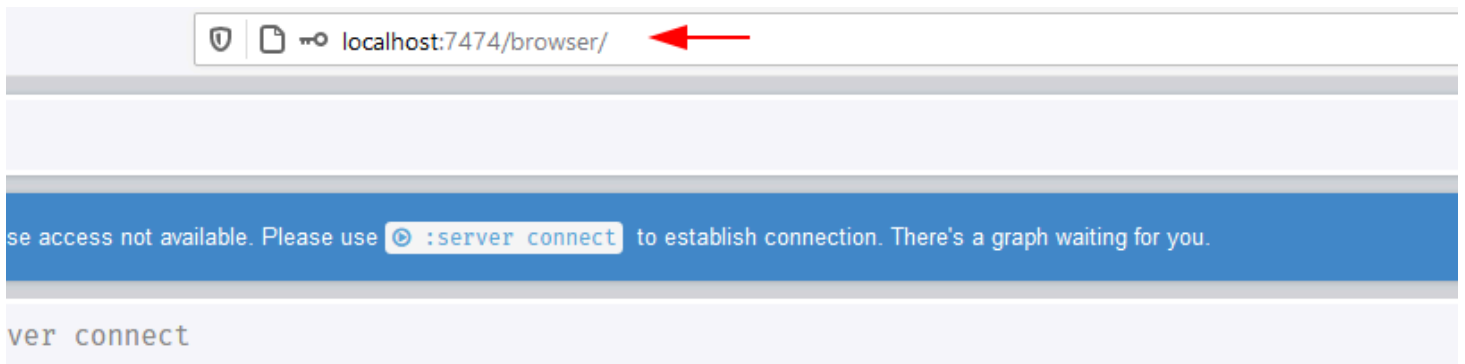 localhost:7474/browser/
se access not available. Please use :server connect to establish connection. There's a graph waiting for you.
ver connect